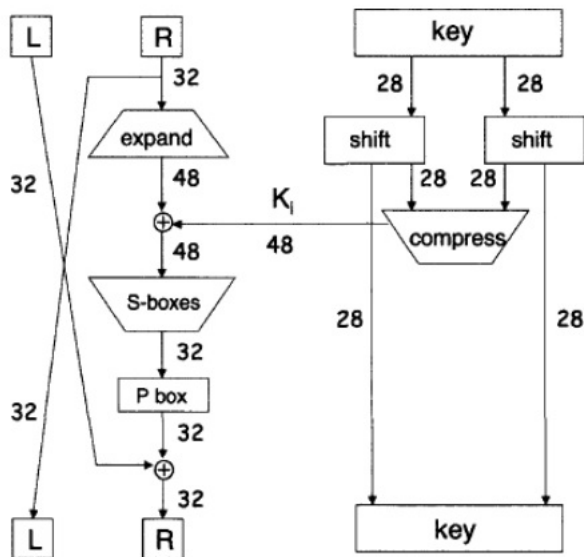 L R key
32 28 28
expand shift shift
32 48 28 28
Kᵢ
48 48 compress
S-boxes
32 28 28
P box
32 32
32
L R key